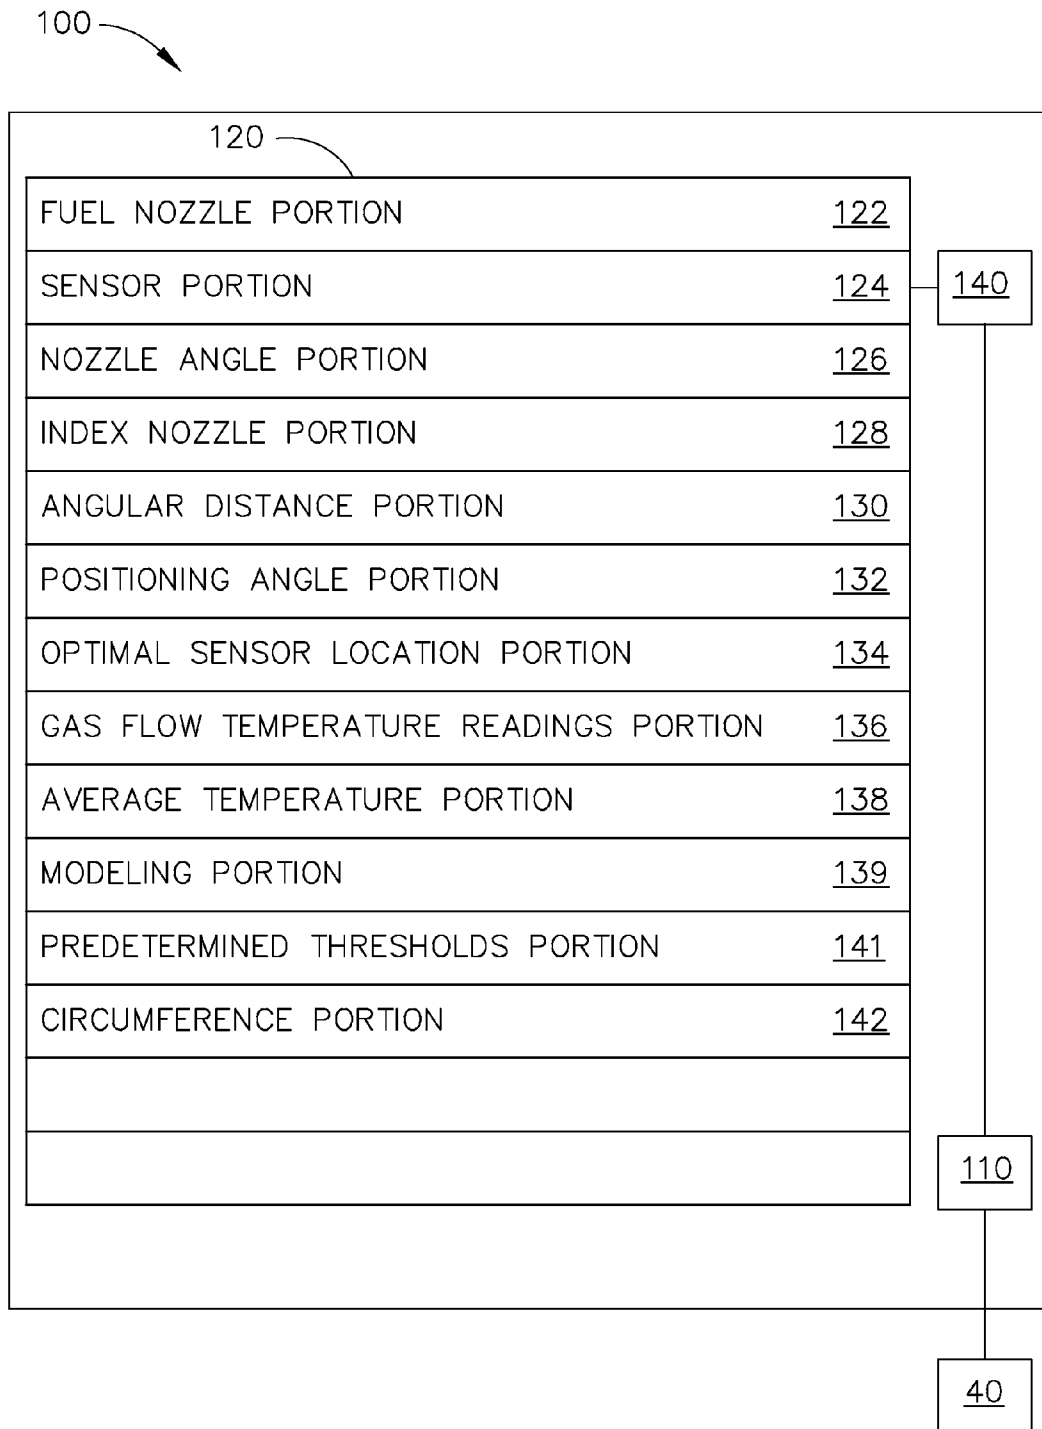 100
120
FUEL NOZZLE PORTION 122
SENSOR PORTION 124 140
NOZZLE ANGLE PORTION 126
INDEX NOZZLE PORTION 128
ANGULAR DISTANCE PORTION 130
POSITIONING ANGLE PORTION 132
OPTIMAL SENSOR LOCATION PORTION 134
GAS FLOW TEMPERATURE READINGS PORTION 136
AVERAGE TEMPERATURE PORTION 138
MODELING PORTION 139
PREDETERMINED THRESHOLDS PORTION 141
CIRCUMFERENCE PORTION 142
110
40